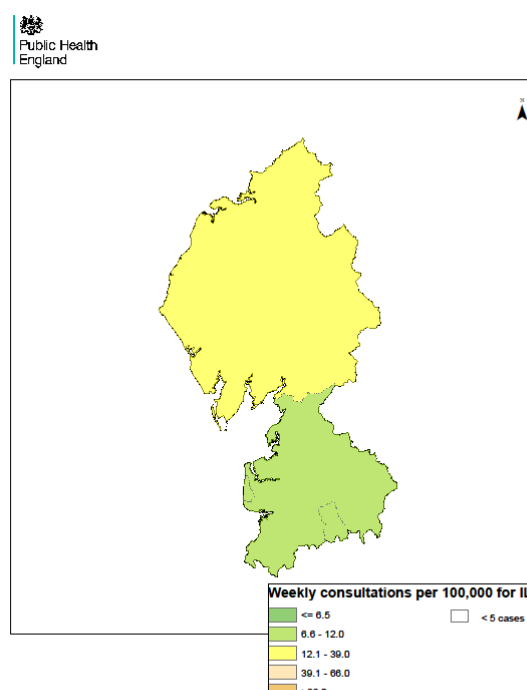 Public Health
England
Weekly consultations per 100,000 for IL
<= 6.5
< 5 cases
6.6 - 12.0
12.1 - 39.0
39.1 - 66.0